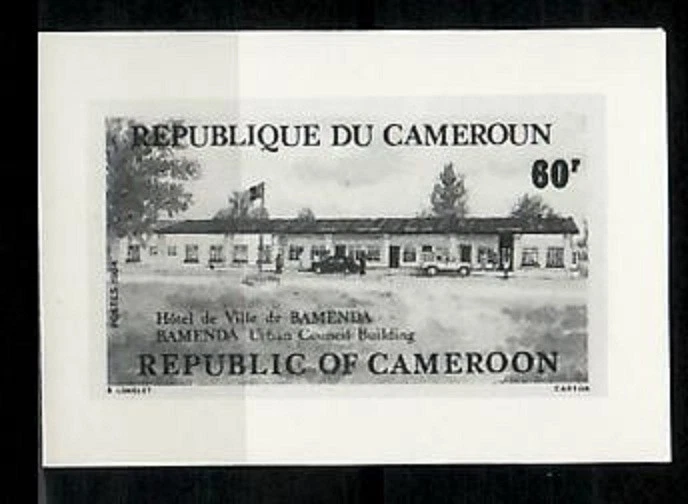 REPUBLIQUE DU CAMEROUN
60F
Hôtel de Ville de BAMENDA
BAMENDA Urban Council Building
REPUBLIC OF CAMEROON
CARTOR